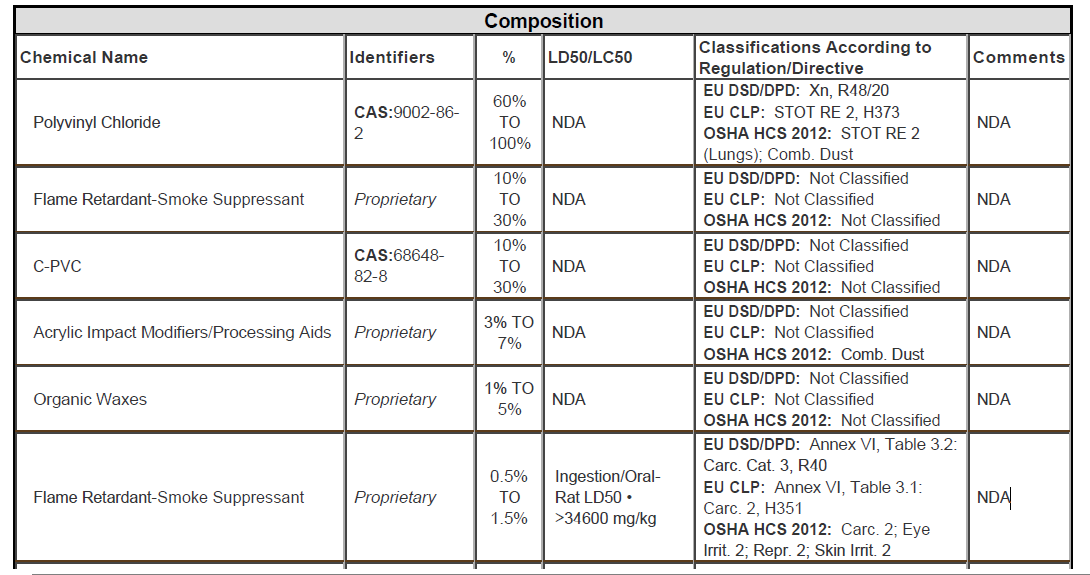 Composition
Chemical Name Identifiers % LD50/LC50 Classifications According to Regulation/Directive Comments
Polyvinyl Chloride
CAS:9002-86-
2
60%
TO
100%
NDA
EU DSD/DPD: Xn, R48/20
EU CLP: STOT RE 2, H373
OSHA HCS 2012: STOT RE 2
(Lungs); Comb. Dust
NDA
Flame Retardant-Smoke Suppressant
Proprietary
10%
TO
30%
NDA
EU DSD/DPD: Not Classified
EU CLP: Not Classified
OSHA HCS 2012: Not Classified
NDA
C-PVC
CAS:68648-
82-8
10%
TO
30%
NDA
EU DSD/DPD: Not Classified
EU CLP: Not Classified
OSHA HCS 2012: Not Classified
NDA
Acrylic Impact Modifiers/Processing Aids
Proprietary
3% TO
7%
NDA
EU DSD/DPD: Not Classified
EU CLP: Not Classified
OSHA HCS 2012: Comb. Dust
NDA
Organic Waxes
Proprietary
1% TO
5%
NDA
EU DSD/DPD: Not Classified
EU CLP: Not Classified
OSHA HCS 2012: Not Classified
NDA
Flame Retardant-Smoke Suppressant
Proprietary
0.5%
TO
1.5%
Ingestion/Oral-
Rat LD50 •
>34600 mg/kg
EU DSD/DPD: Annex VI, Table 3.2:
Carc. Cat. 3, R40
EU CLP: Annex VI, Table 3.1:
Carc. 2, H351
OSHA HCS 2012: Carc. 2; Eye
Irrit. 2; Repr. 2; Skin Irrit. 2
NDA